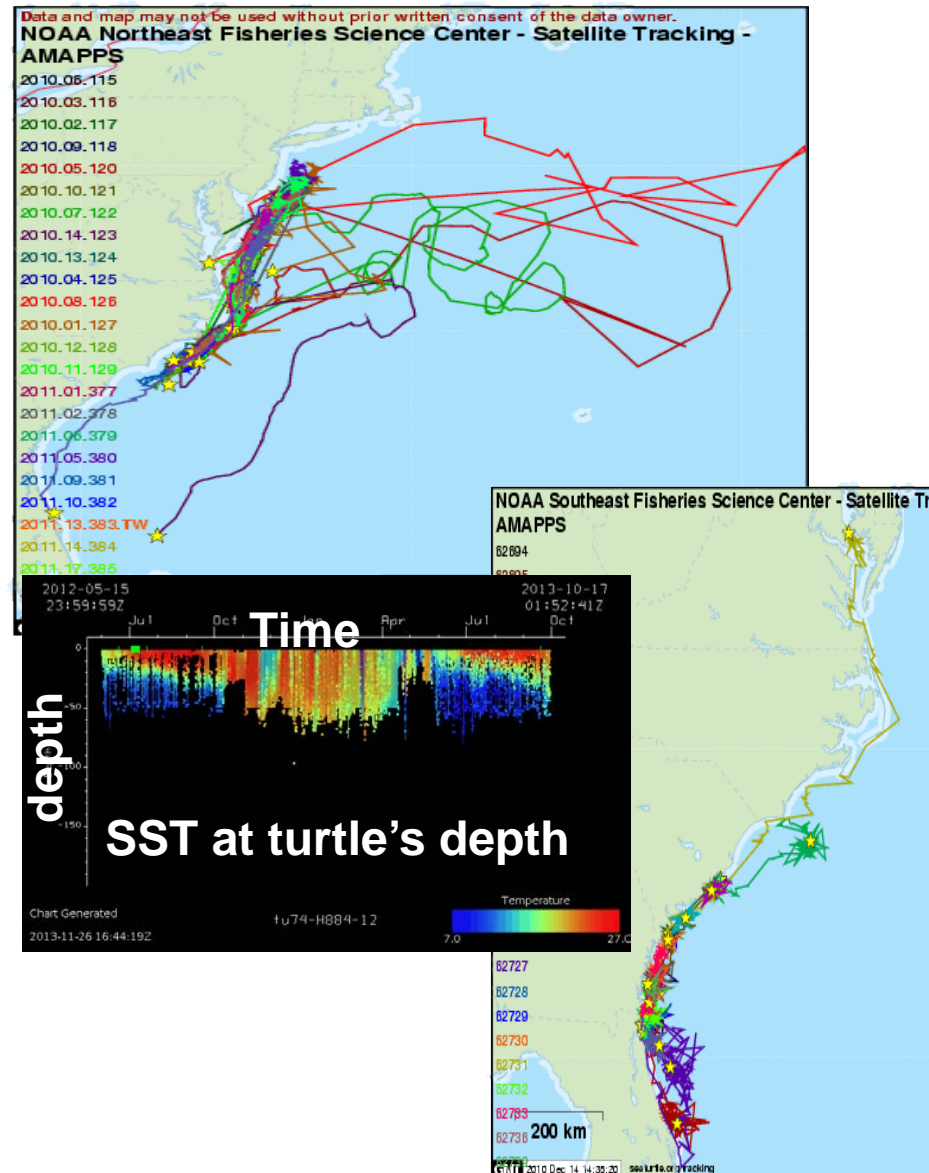 Data and map may not be used without prior written consent of the data owner.
NOAA Northeast Fisheries Science Center - Satellite Tracking -
AMAPPS
2010.06.115
2010.03.116
2010.02.117
2010.09.118
2010.05.120
2010.10.121
2010.07.122
2010.14.123
2010.13.124
2010.04.125
2010.08.126
2010.01.127
2010.12.128
2010.11.129
2011.01.377
2011.02.378
2011.06.379
2011.05.380
2011.09.381
2011.10.382
2011.13.383.TW
2011.14.384
2011.17.385
NOAA Southeast Fisheries Science Center - Satellite Tr
AMAPPS
62694
2012-05-15
23:59:59Z
2013-10-17
01:52:41Z
Jul Oct Apr Jul Oct
Time
depth
0
-50
-100
-150
SST at turtle's depth
Chart Generated
2013-11-26 16:44:19Z
tu74-H884-12
Temperature
7.0
27.0
62727
62728
62729
62730
62731
62732
62733
62736
200 km
2010 Dec 14 14:35:20 seaturtle.org/tracking